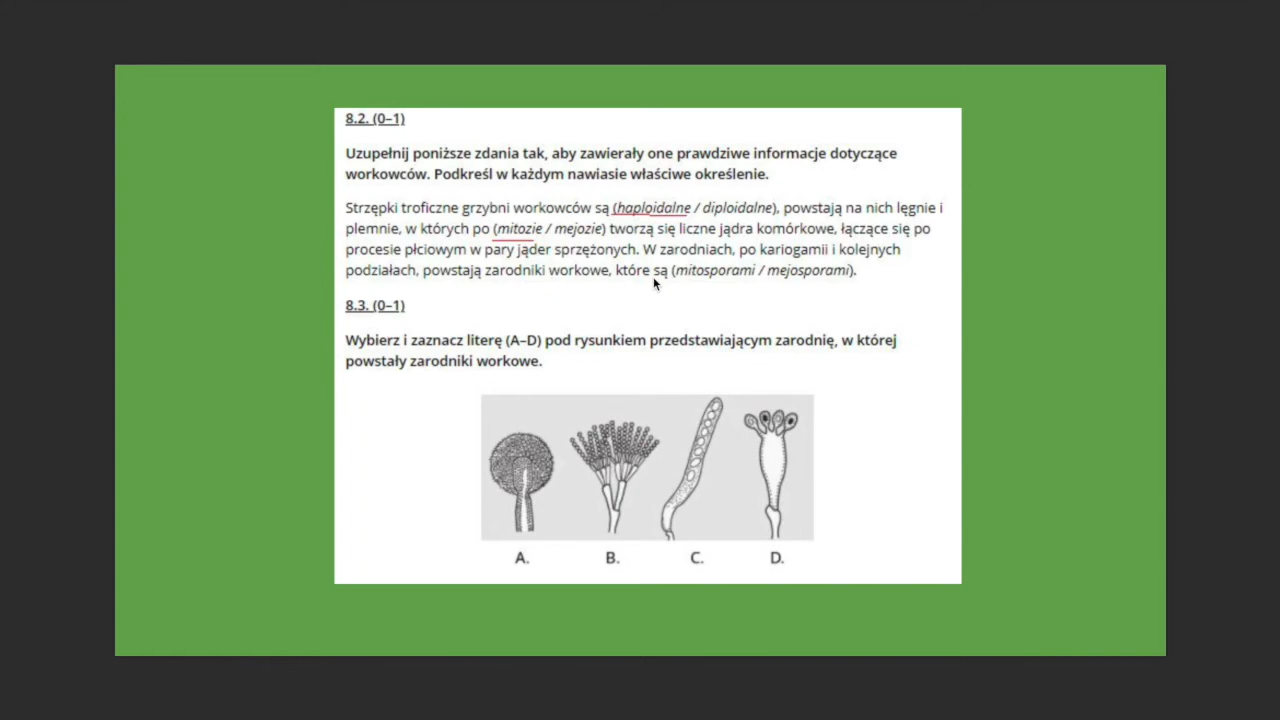 8.2. (0–1)
Uzupełnij poniższe zdania tak, aby zawierały one prawdziwe informacje dotyczące
workowców. Podkreśl w każdym nawiasie właściwe określenie.
Strzępki troficzne grzybni workowców są (haploidalne / diploidalne), powstają na nich lęgnie i
plemnie, w których po (mitozie / mejozie) tworzą się liczne jądra komórkowe, łączące się po
procesie płciowym w pary jąder sprzężonych. W zarodniach, po kariogamii i kolejnych
podziałach, powstają zarodniki workowe, które są (mitosporami / mejosporami).
8.3. (0–1)
Wybierz i zaznacz literę (A–D) pod rysunkiem przedstawiającym zarodnię, w której
powstały zarodniki workowe.
A. B. C. D.